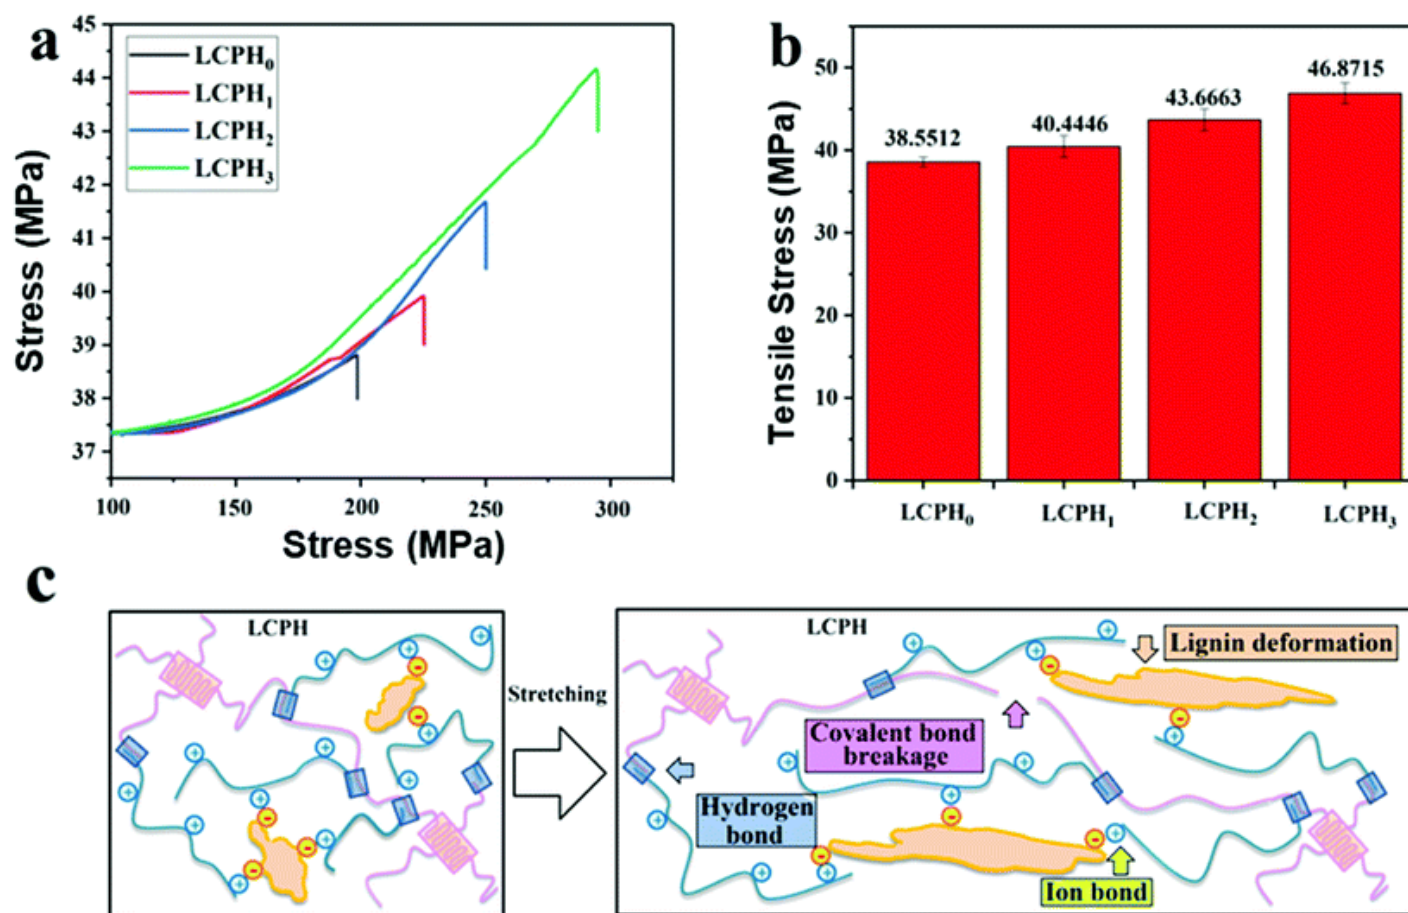 a
45
44
43
42
41
40
39
38
37
Stress (MPa)
LCPH₀
LCPH₁
LCPH₂
LCPH₃
100 150 200 250 300
Stress (MPa)
b
50
40
30
20
10
0
Tensile Stress (MPa)
38.5512
40.4446
43.6663
46.8715
LCPH₀ LCPH₁ LCPH₂ LCPH₃
c
LCPH
Stretching
LCPH
Lignin deformation
Covalent bond
breakage
Hydrogen
bond
Ion bond